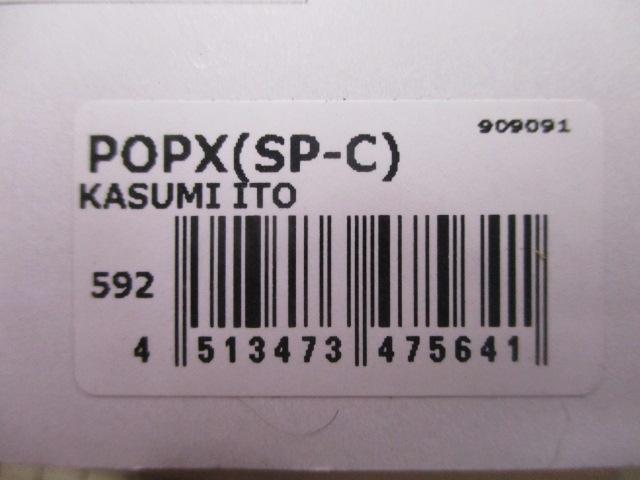 909091
POPX(SP-C)
KASUMI ITO
592
4 513473 475641